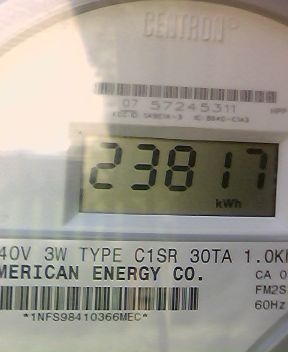 CENTRON
07 57245311
23817
kWh
40V 3W TYPE C1SR 30TA 1.0K
MERICAN ENERGY CO.
CA 0
FM2S
60Hz
*1NFS98410366MEC*